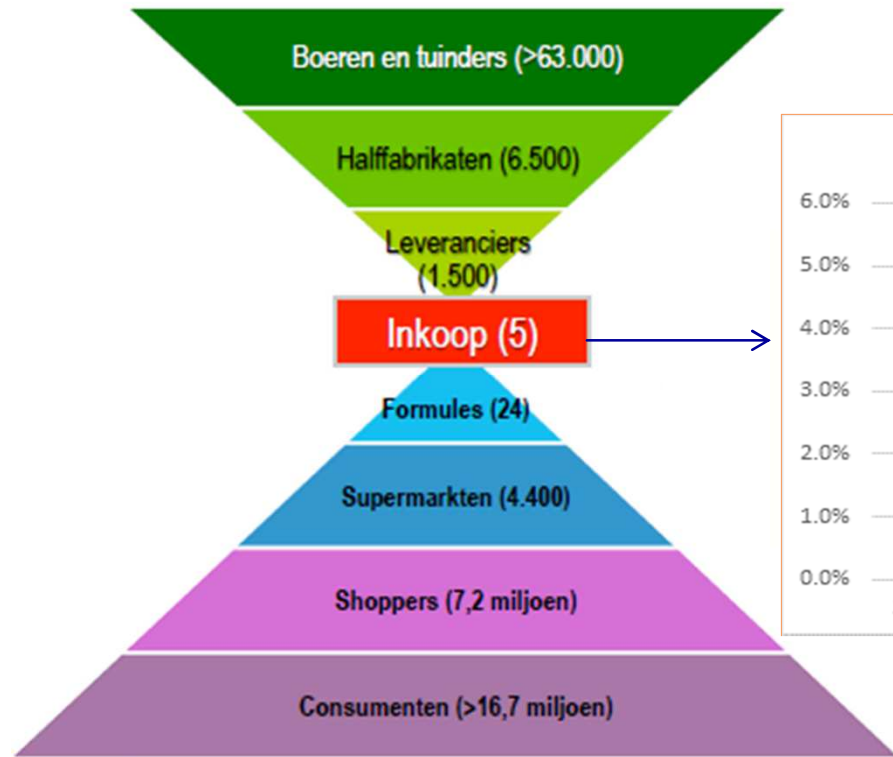 Boeren en tuinders (>63.000)
Halffabrikaten (6.500)
Leveranciers
(1.500)
Inkoop (5)
Formules (24)
Supermarkten (4.400)
Shoppers (7,2 miljoen)
Consumenten (>16,7 miljoen)
6.0%
5.0%
4.0%
3.0%
2.0%
1.0%
0.0%